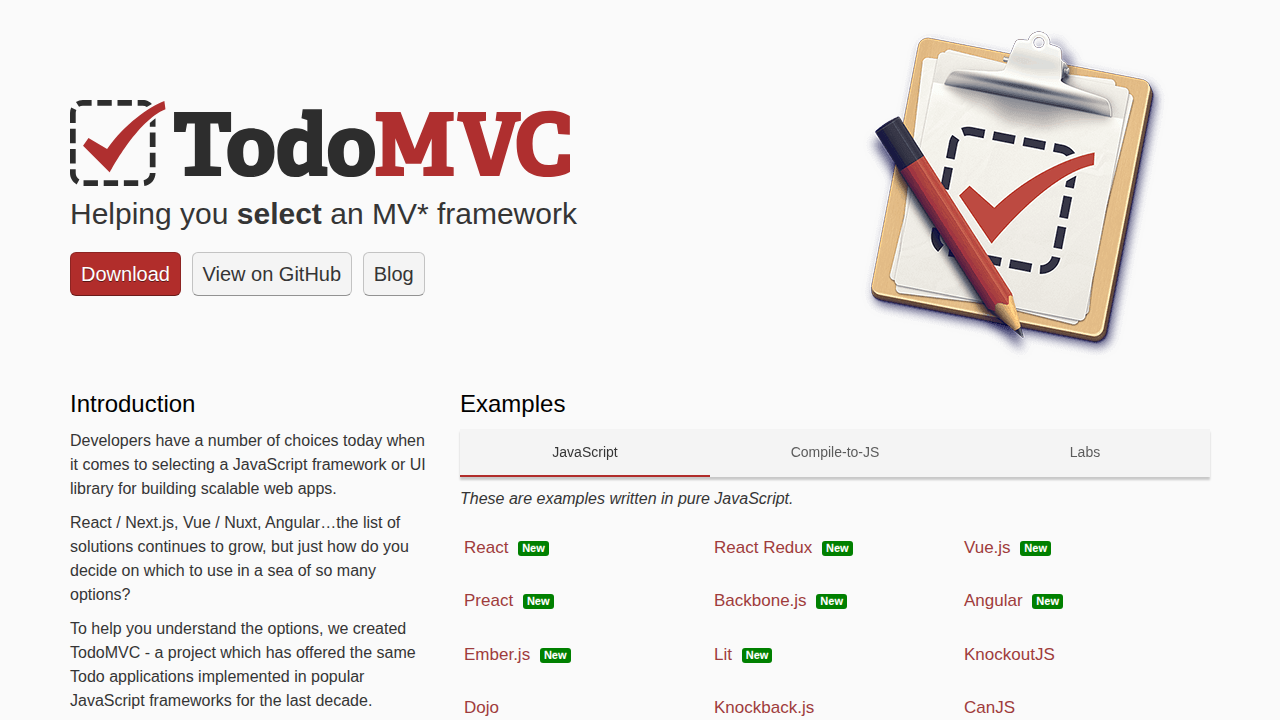 TodoMVC
Helping you select an MV* framework
Download
View on GitHub
Blog
Introduction
Developers have a number of choices today when
it comes to selecting a JavaScript framework or UI
library for building scalable web apps.
React / Next.js, Vue / Nuxt, Angular…the list of
solutions continues to grow, but just how do you
decide on which to use in a sea of so many
options?
To help you understand the options, we created
TodoMVC - a project which has offered the same
Todo applications implemented in popular
JavaScript frameworks for the last decade.
Examples
JavaScript
Compile-to-JS
Labs
These are examples written in pure JavaScript.
React New
React Redux New
Vue.js New
Preact New
Backbone.js New
Angular New
Ember.js New
Lit New
KnockoutJS
Dojo
Knockback.js
CanJS